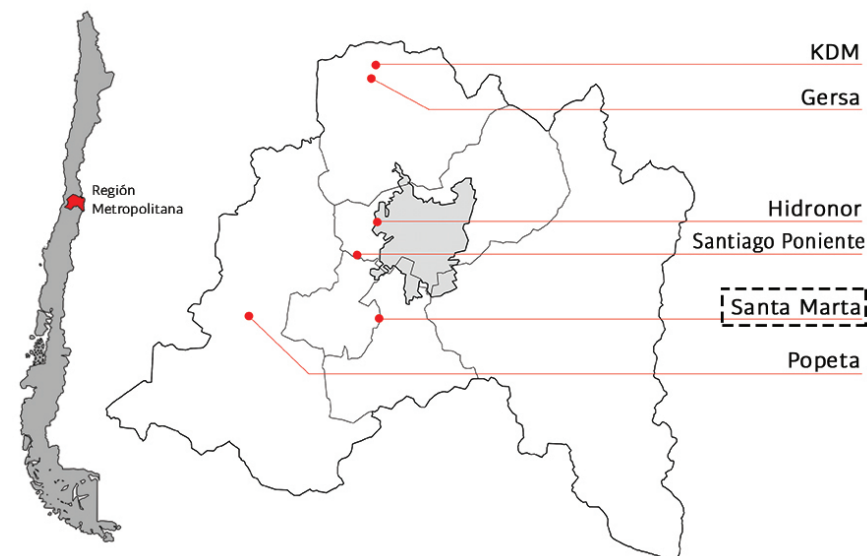 KDM
Gersa
Región
Metropolitana
Hidronor
Santiago Poniente
Santa Marta
Popeta